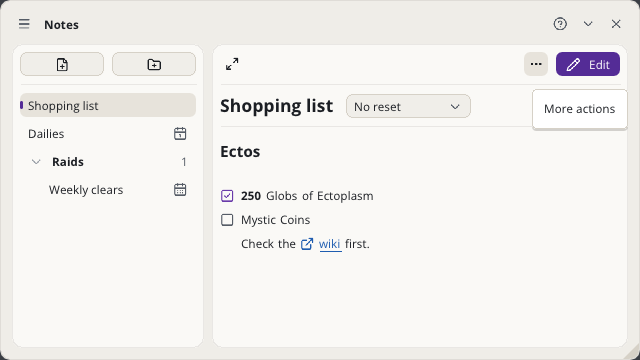 Notes
Shopping list
Dailies
Raids 1
Weekly clears
Edit
More actions
Shopping list No reset
Ectos
250 Globs of Ectoplasm
Mystic Coins
Check the wiki first.